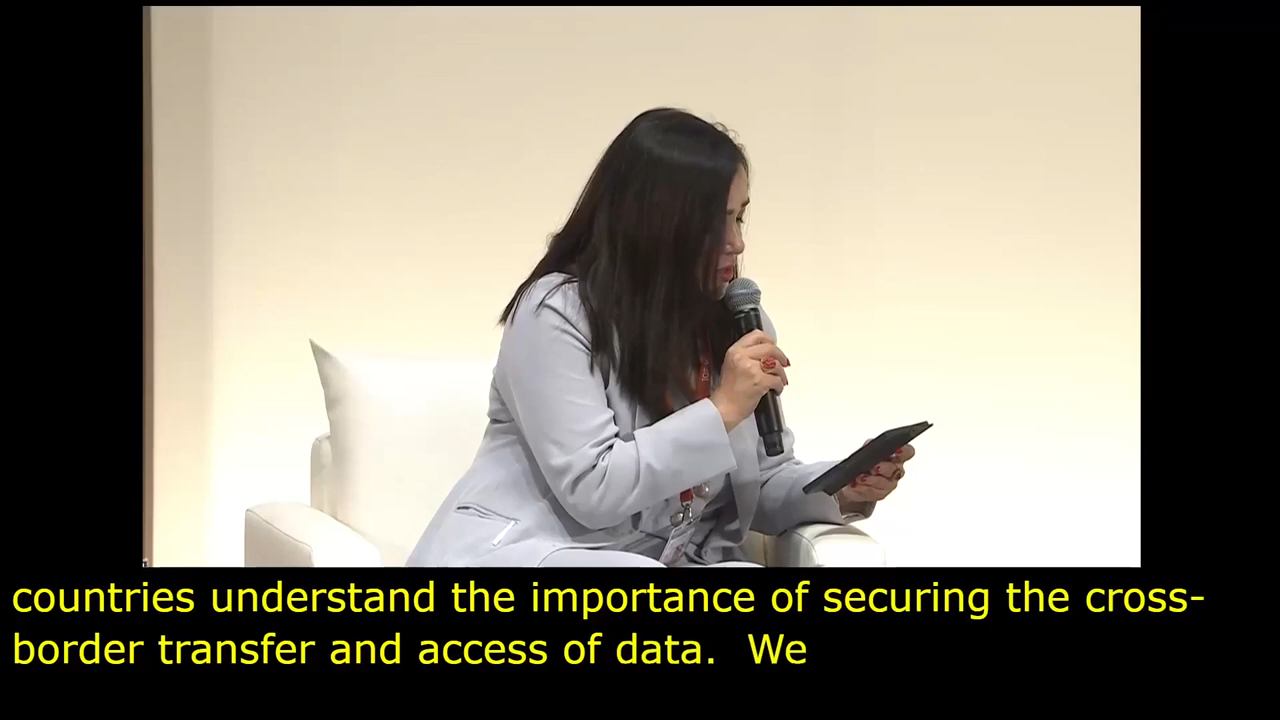 countries understand the importance of securing the cross-
border transfer and access of data.  We